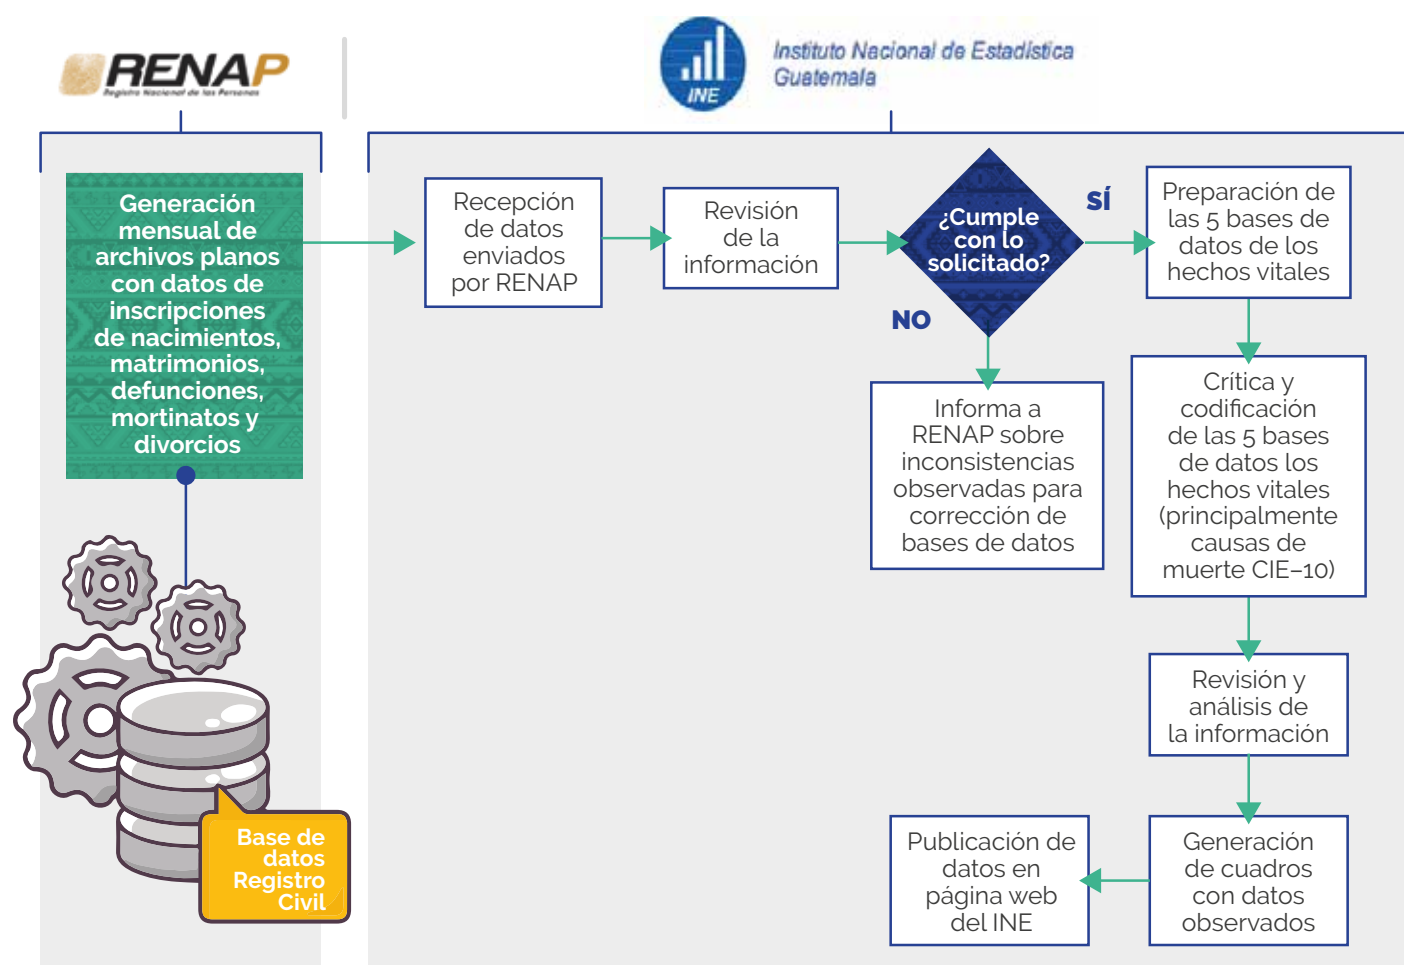 RENAP
Registro Nacional de las Personas
INE
Instituto Nacional de Estadística
Guatemala
Generación
mensual de
archivos planos
con datos de
inscripciones
de nacimientos,
matrimonios,
defunciones,
mortinatos y
divorcios
Base de
datos
Registro
Civil
Recepción
de datos
enviados
por RENAP
Revisión
de la
información
¿Cumple
con lo
solicitado?
SÍ
NO
Informa a
RENAP sobre
inconsistencias
observadas para
corrección de
bases de datos
Preparación de
las 5 bases de
datos de los
hechos vitales
Crítica y
codificación
de las 5 bases
de datos los
hechos vitales
(principalmente
causas de
muerte CIE–10)
Revisión y
análisis de
la información
Generación
de cuadros
con datos
observados
Publicación de
datos en
página web
del INE